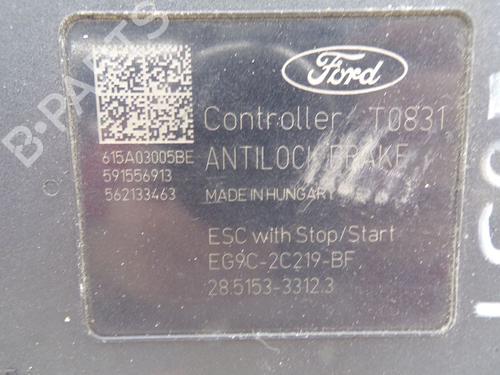 Ford
Controller T0831
ANTILOCK BRAKE
MADE IN HUNGARY
615A03005BE
591556913
562133463
ESC with Stop/Start
EG9C-2C219-BF
28.5153-3312.3